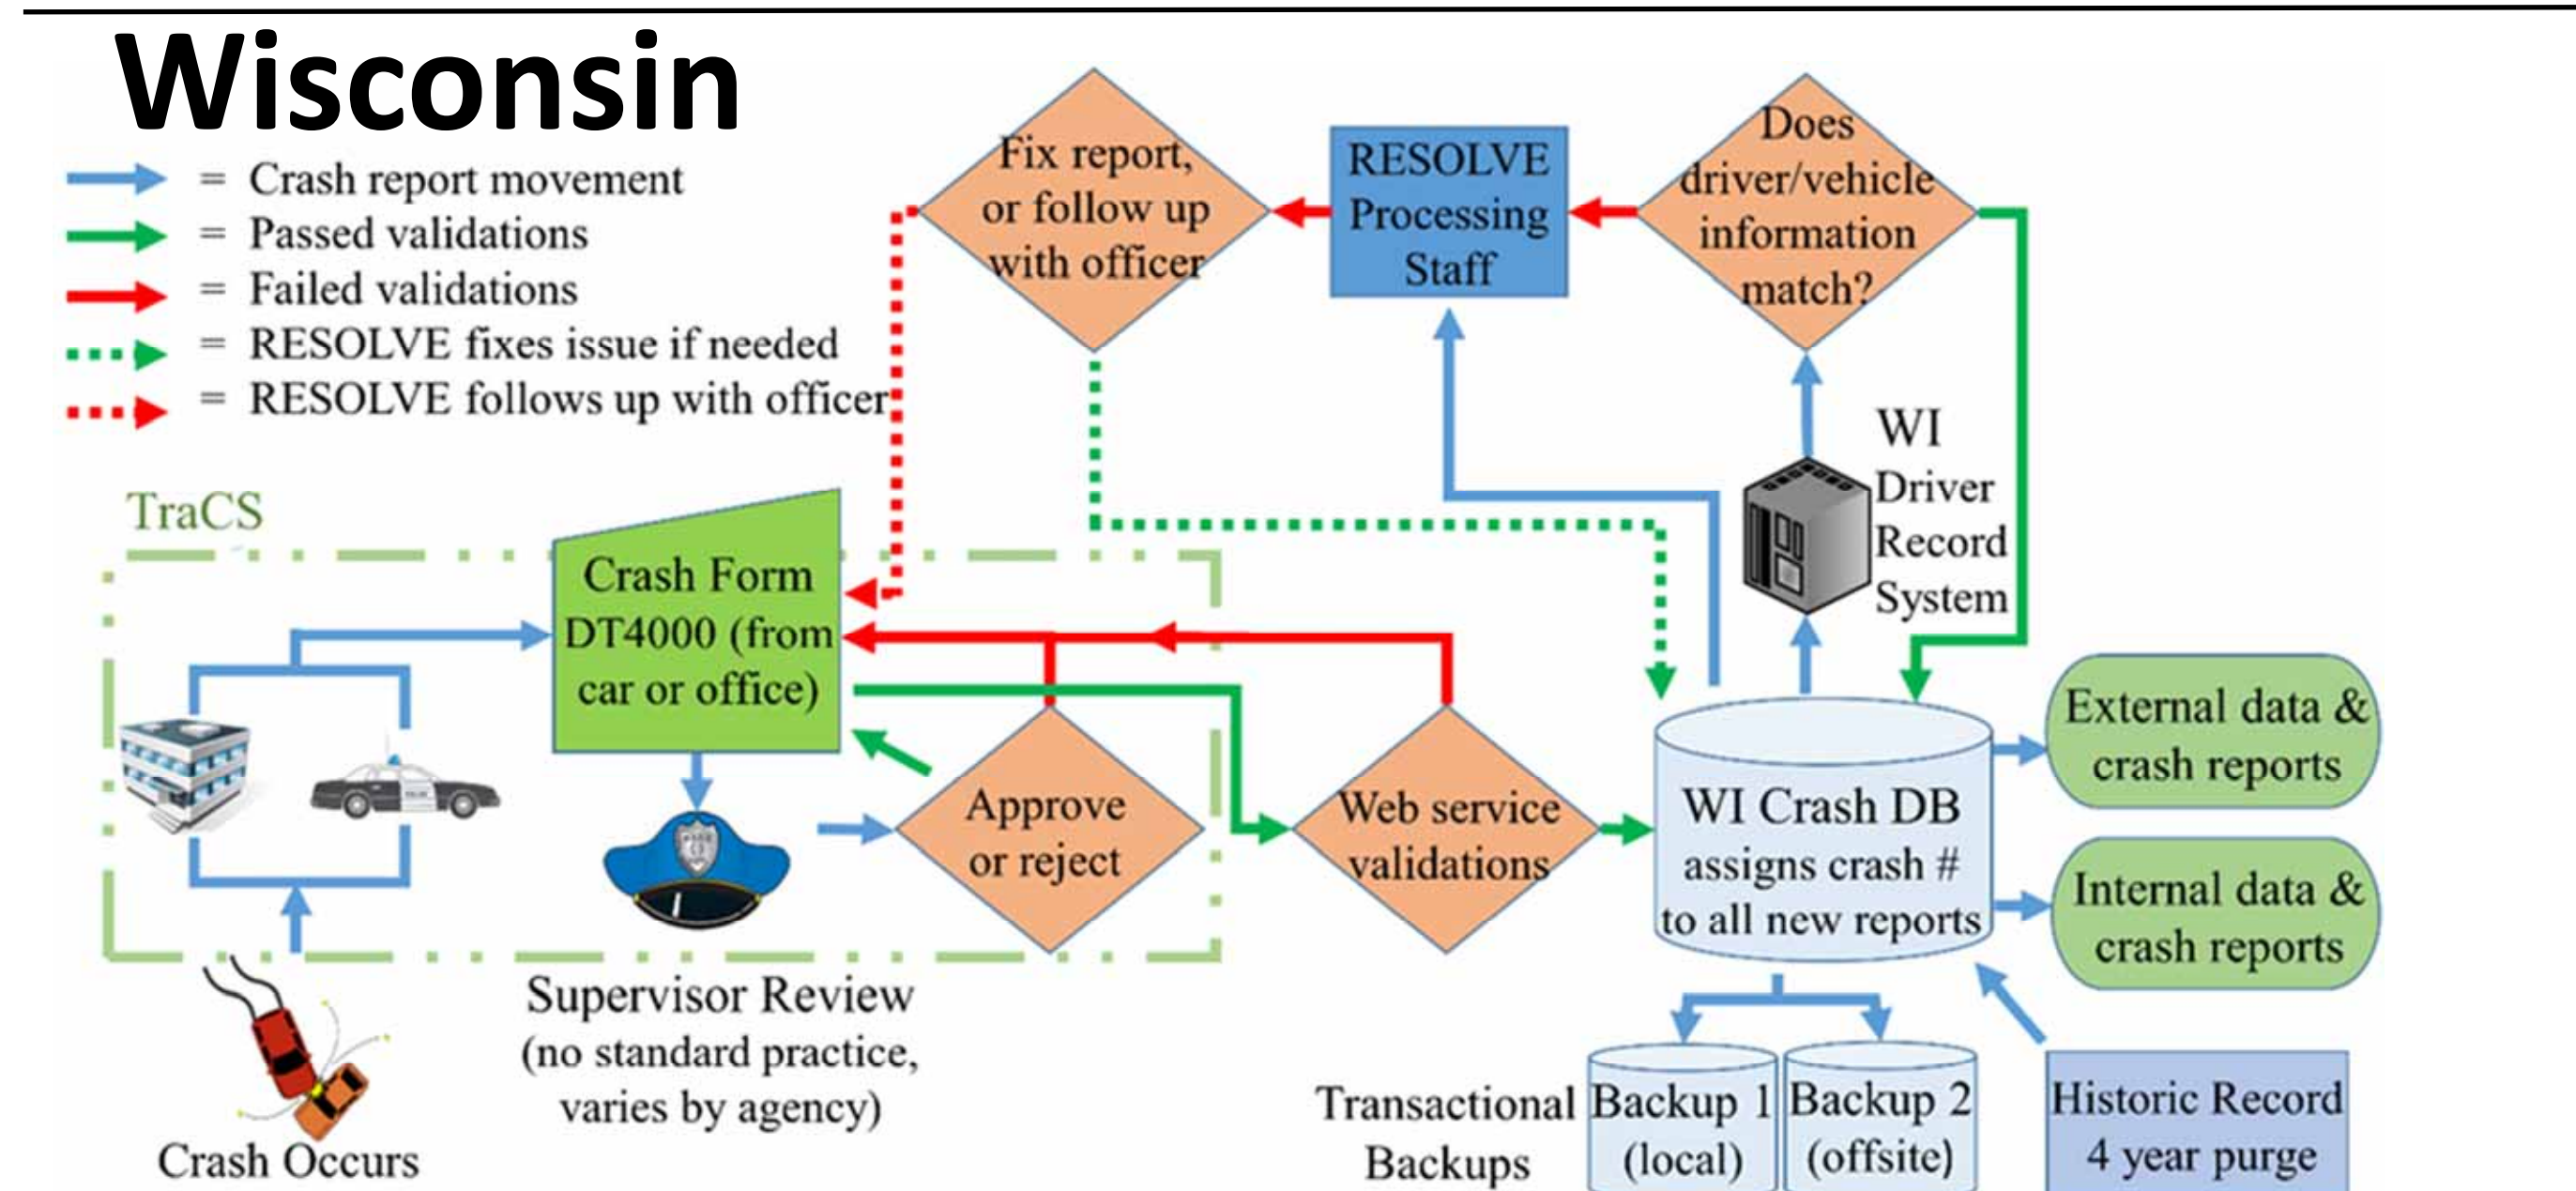 Wisconsin
= Crash report movement
= Passed validations
= Failed validations
= RESOLVE fixes issue if needed
= RESOLVE follows up with officer
Fix report,
or follow up
with officer
RESOLVE
Processing
Staff
Does
driver/vehicle
information
match?
WI
Driver
Record
System
TraCS
Crash Form
DT4000 (from
car or office)
Approve
or reject
Web service
validations
WI Crash DB
assigns crash #
to all new reports
External data &
crash reports
Internal data &
crash reports
Crash Occurs
Supervisor Review
(no standard practice,
varies by agency)
Transactional
Backups
Backup 1
(local)
Backup 2
(offsite)
Historic Record
4 year purge